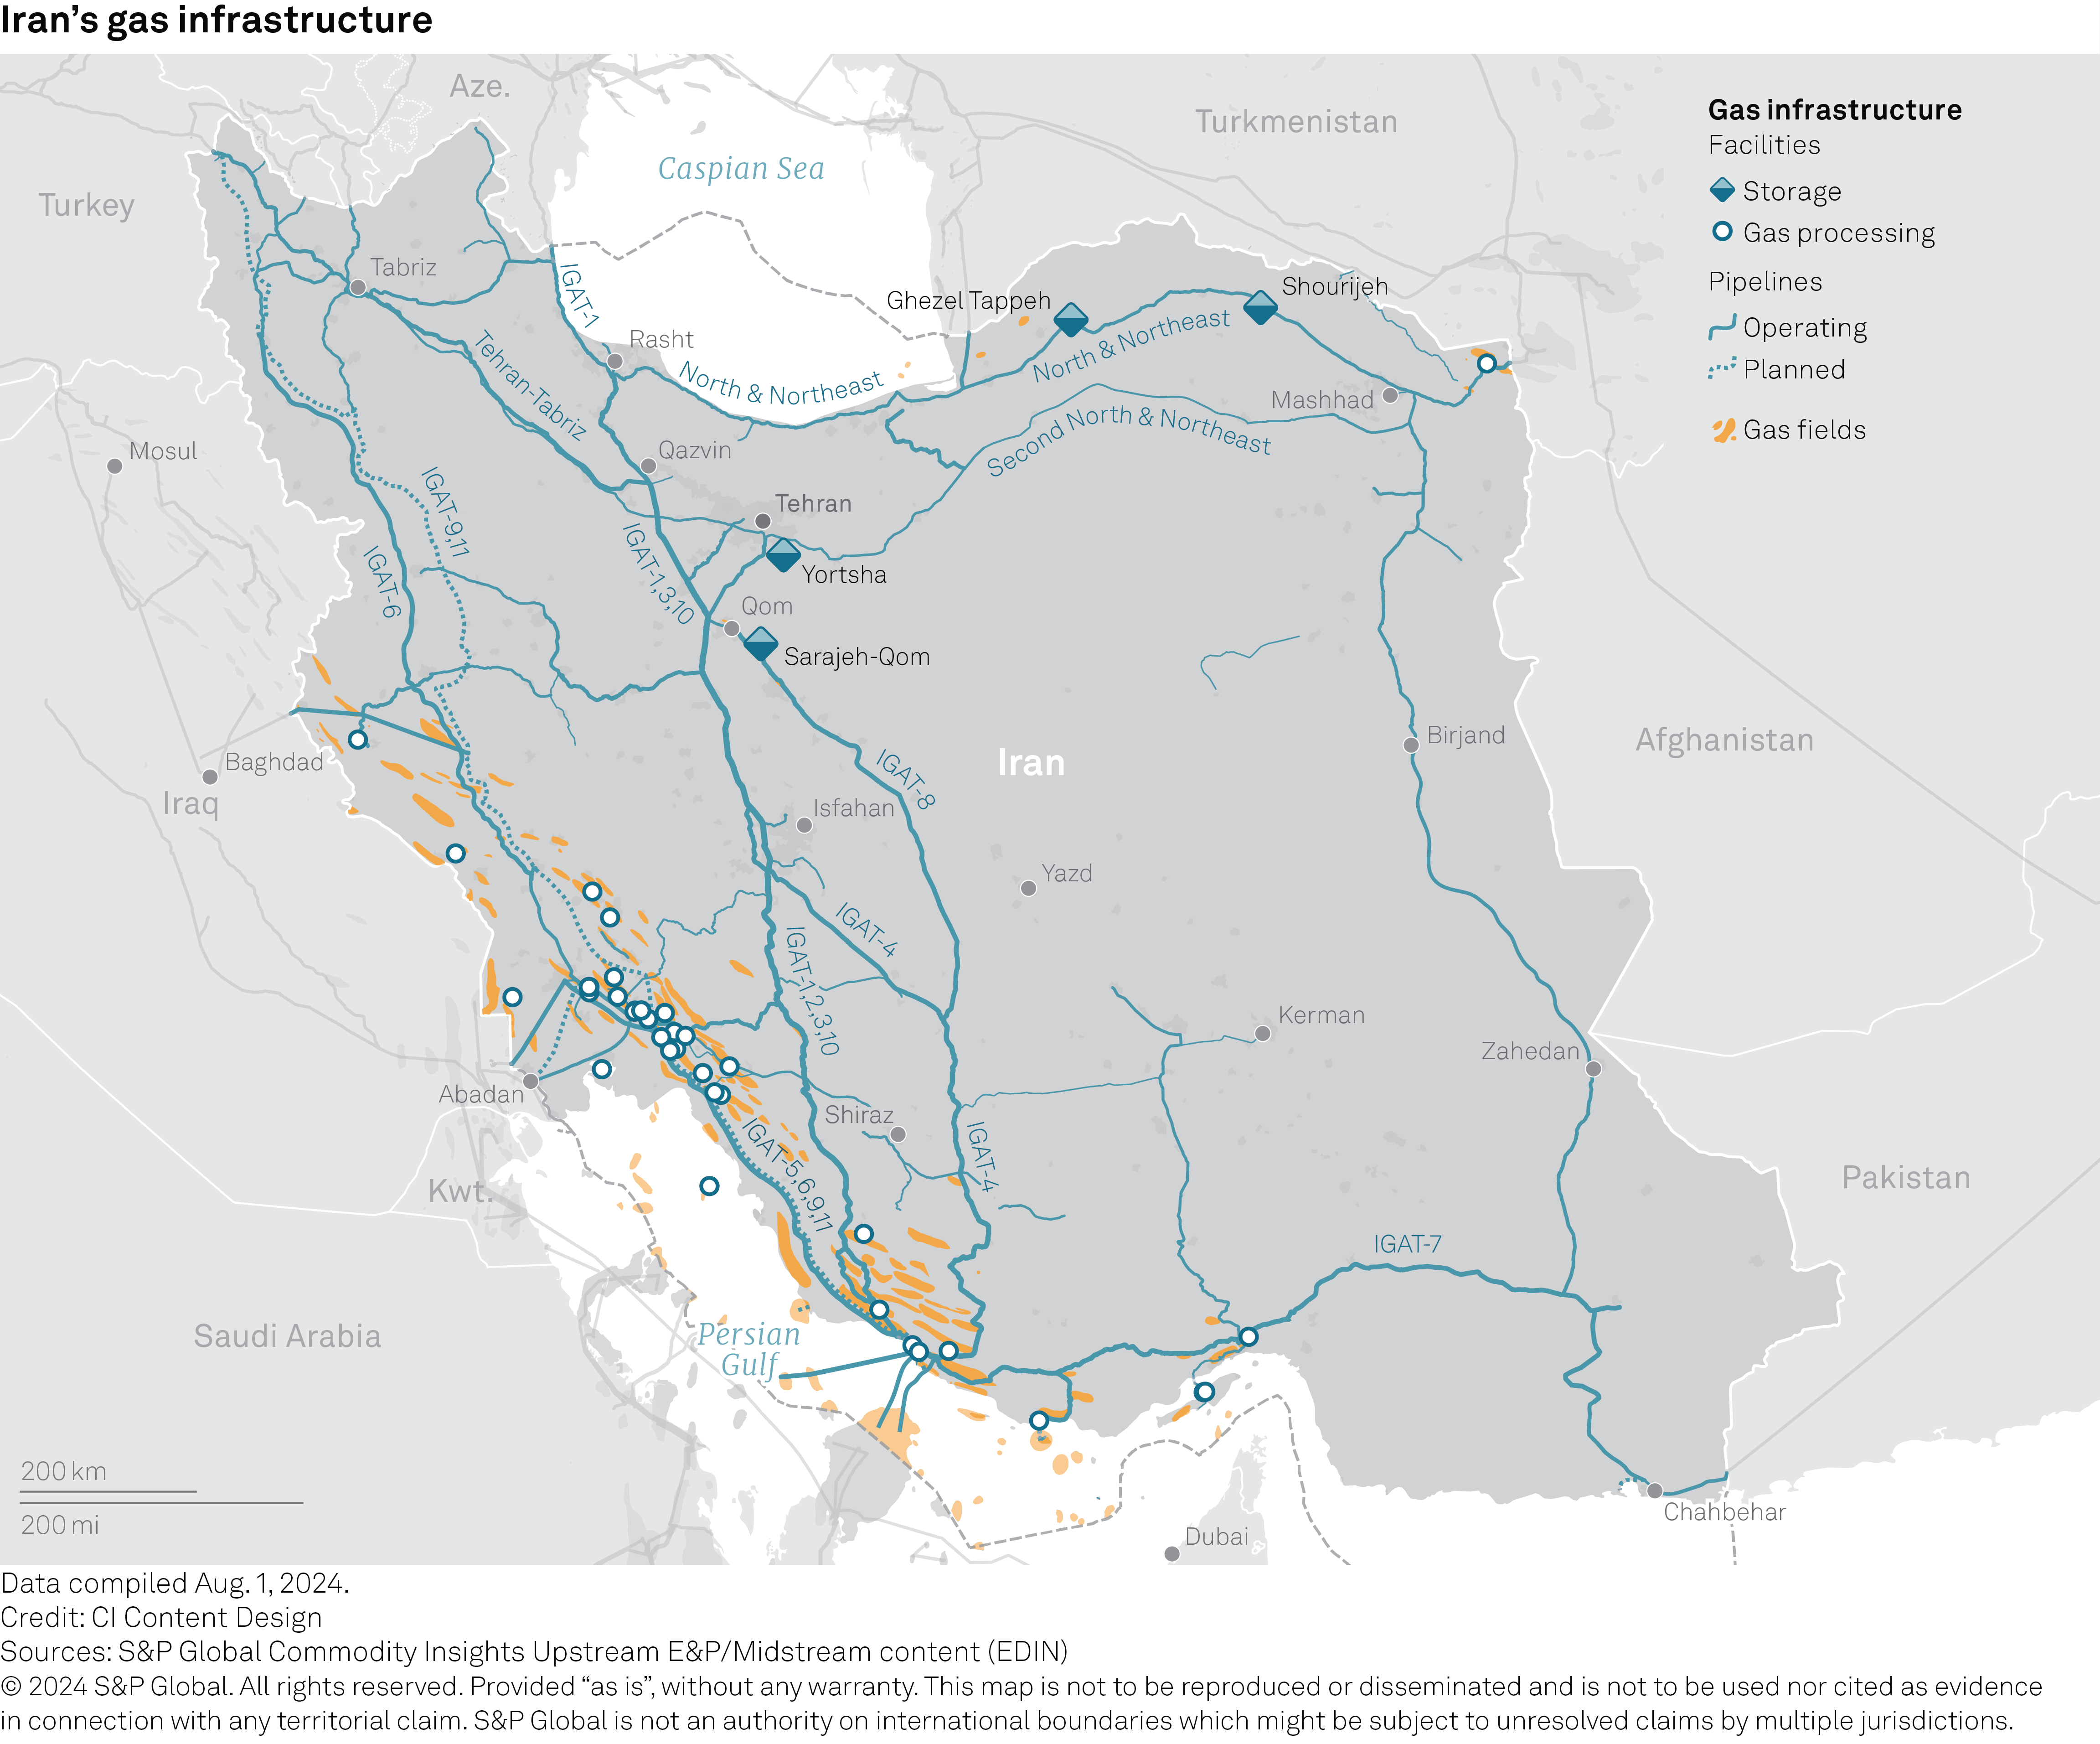 Iran's gas infrastructure
Aze.
Turkmenistan
Caspian Sea
Turkey
Gas infrastructure
Facilities
Storage
Gas processing
Pipelines
Operating
Planned
Gas fields
Tabriz
IGAT-1
Ghezel Tappeh
Shourijeh
Rasht
North & Northeast
North & Northeast
Tehran-Tabriz
Mashhad
Second North & Northeast
Mosul
Qazvin
IGAT-9,11
Tehran
IGAT-6
IGAT-1,3,10
Yortsha
Qom
Sarajeh-Qom
Birjand
Afghanistan
Baghdad
Iran
IGAT-8
Iraq
Isfahan
Yazd
IGAT-4
IGAT-1,2,3,10
Kerman
Zahedan
Abadan
Shiraz
IGAT-5,6,9,11
IGAT-4
Kwt.
Pakistan
IGAT-7
Saudi Arabia
Persian
Gulf
200 km
200 mi
Chahbehar
Dubai
Data compiled Aug. 1, 2024.
Credit: CI Content Design
Sources: S&P Global Commodity Insights Upstream E&P/Midstream content (EDIN)
© 2024 S&P Global. All rights reserved. Provided “as is”, without any warranty. This map is not to be reproduced or disseminated and is not to be used nor cited as evidence
in connection with any territorial claim. S&P Global is not an authority on international boundaries which might be subject to unresolved claims by multiple jurisdictions.